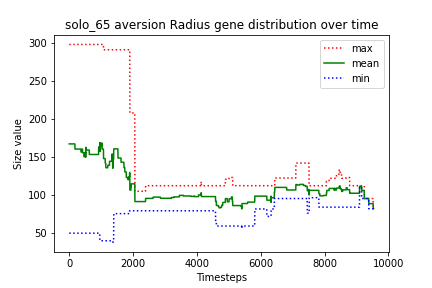 solo_65 aversion Radius gene distribution over time
max
mean
min
Size value
300
250
200
150
100
50
0
2000
4000
6000
8000
10000
Timesteps